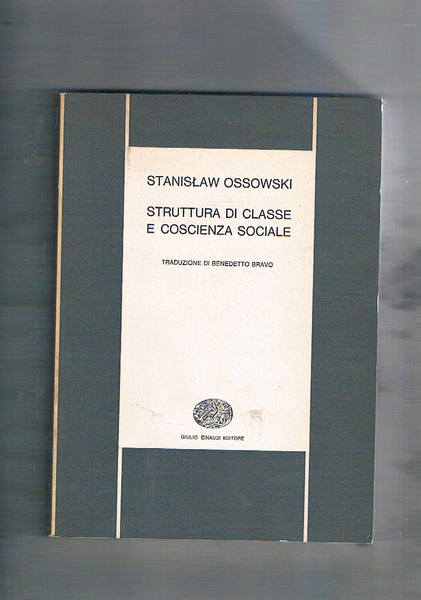 STANISŁAW OSSOWSKI
STRUTTURA DI CLASSE
E COSCIENZA SOCIALE
TRADUZIONE DI BENEDETTO BRAVO
GIULIO EINAUDI EDITORE